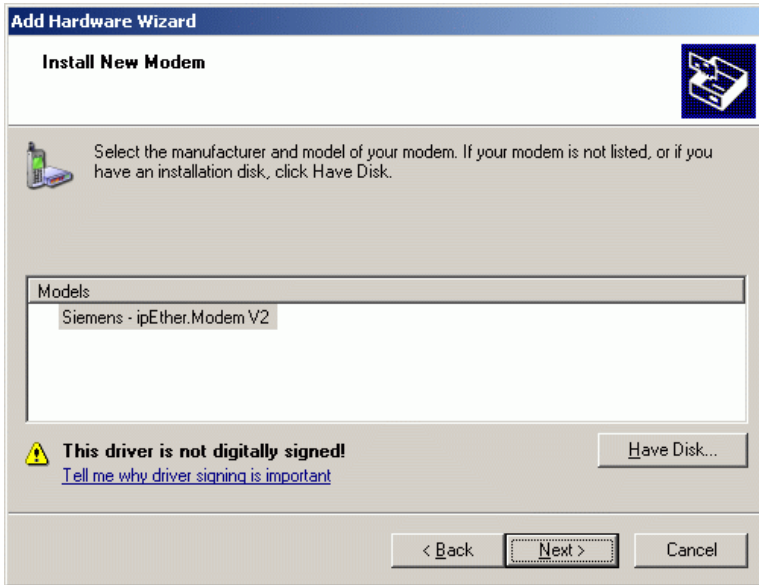 Add Hardware Wizard
Install New Modem
Select the manufacturer and model of your modem. If your modem is not listed, or if you
have an installation disk, click Have Disk.
Models
Siemens - ipEther.Modem V2
This driver is not digitally signed!
Tell me why driver signing is important
Have Disk...
< Back
Next >
Cancel